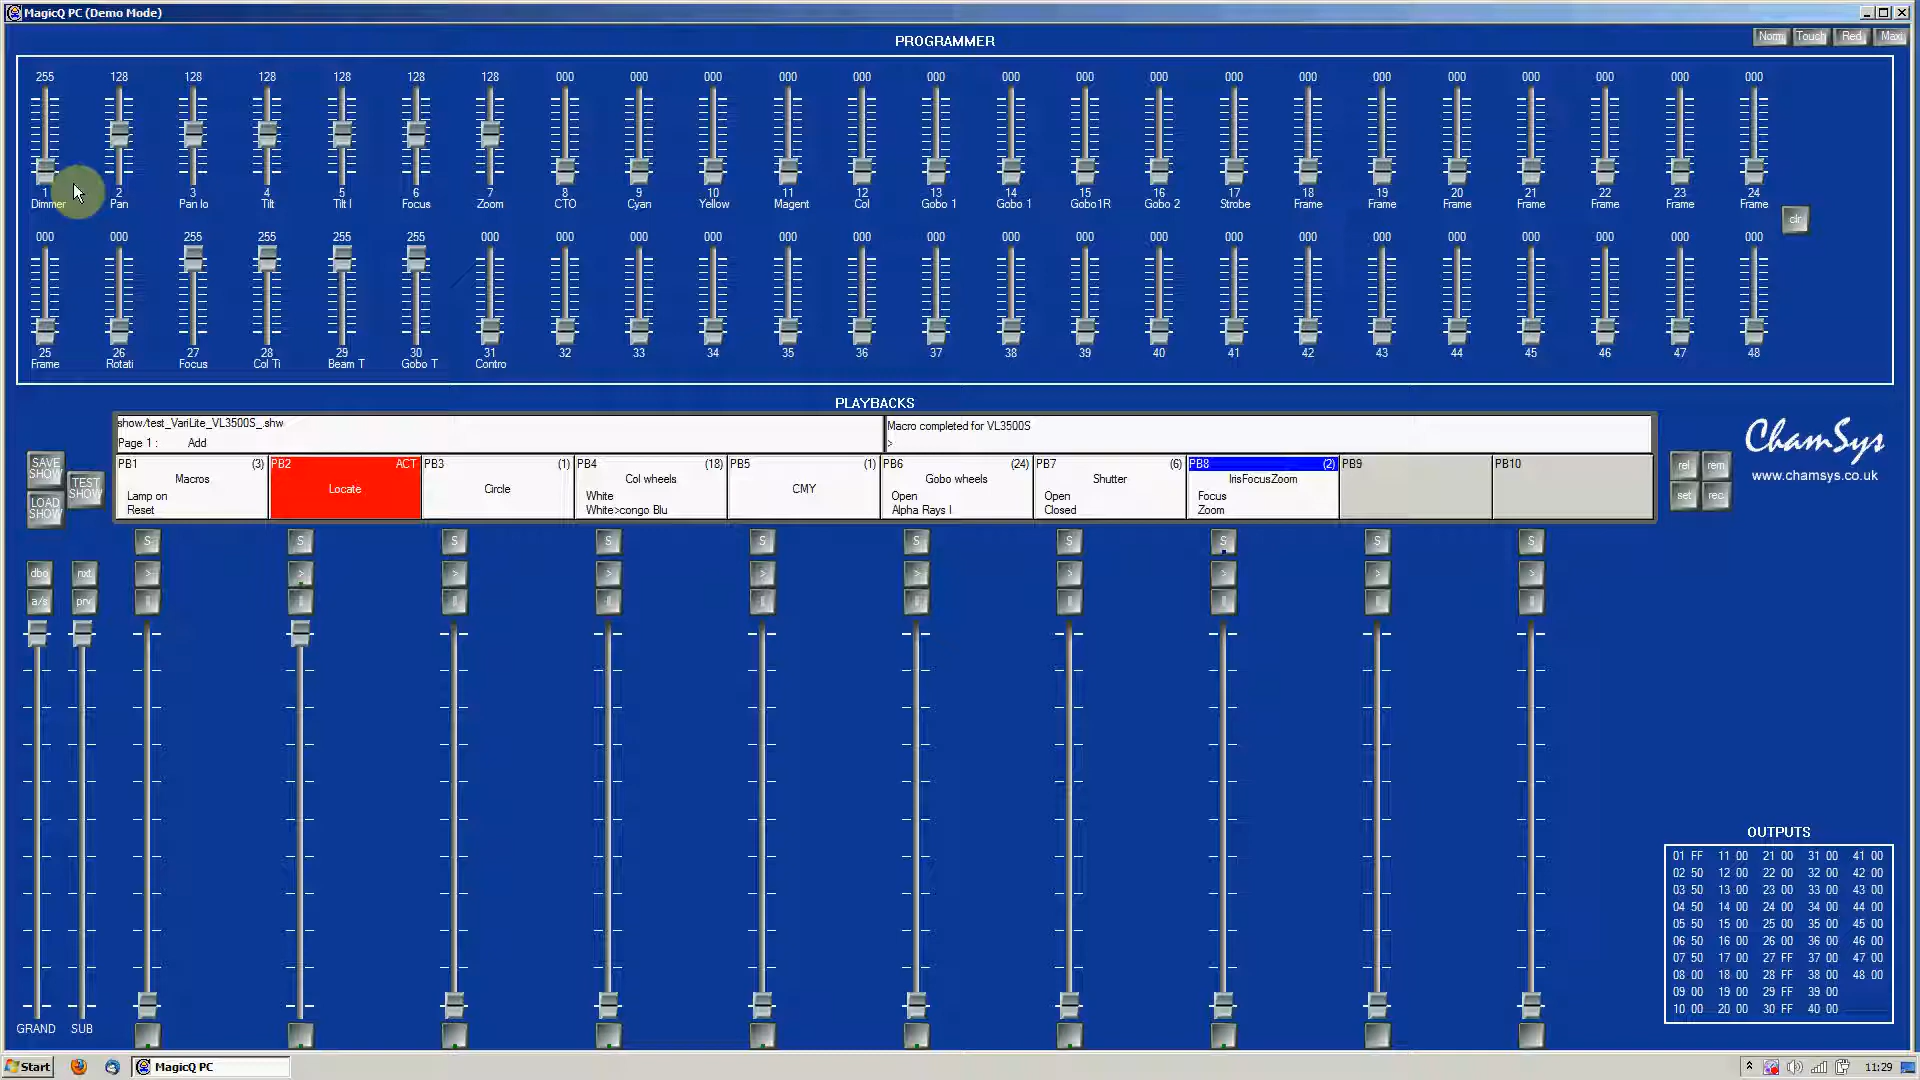 MagicQ PC (Demo Mode)
PROGRAMMER
Norm Touch Red Maxi
255 128 128 128 128 128 128 000 000 000 000 000 000 000 000 000 000 000 000 000 000 000 000 000
1 2 3 4 5 6 7 8 9 10 11 12 13 14 15 16 17 18 19 20 21 22 23 24
Dimmer Pan Pan lo Tilt Tilt l Focus Zoom CTO Cyan Yellow Magent Col Gobo 1 Gobo 1 Gobo1R Gobo 2 Strobe Frame Frame Frame Frame Frame Frame Frame
clr
000 000 255 255 255 255 000 000 000 000 000 000 000 000 000 000 000 000 000 000 000 000 000 000
25 26 27 28 29 30 31 32 33 34 35 36 37 38 39 40 41 42 43 44 45 46 47 48
Frame Rotati Focus Col Ti Beam T Gobo T Contro
PLAYBACKS
show/test_VariLite_VL3500S_.shw
Page 1 : Add
Macro completed for VL3500S
>
PB1 (3) PB2 ACT PB3 (1) PB4 (18) PB5 (1) PB6 (24) PB7 (6) PB8 (2) PB9 PB10
Macros Locate Circle Col wheels CMY Gobo wheels Shutter IrisFocusZoom
Lamp on White Open Open Focus
Reset White>congo Blu Alpha Rays I Closed Zoom
SAVE SHOW
TEST SHOW
LOAD SHOW
rel rem
set rec
ChamSys
www.chamsys.co.uk
S S S S S S S S S S
dbo nxt > > > > > > > > > >
a/s prv
GRAND SUB
OUTPUTS
01 FF 11 00 21 00 31 00 41 00
02 50 12 00 22 00 32 00 42 00
03 50 13 00 23 00 33 00 43 00
04 50 14 00 24 00 34 00 44 00
05 50 15 00 25 00 35 00 45 00
06 50 16 00 26 00 36 00 46 00
07 50 17 00 27 FF 37 00 47 00
08 00 18 00 28 FF 38 00 48 00
09 00 19 00 29 FF 39 00
10 00 20 00 30 FF 40 00
Start
MagicQ PC
11:29